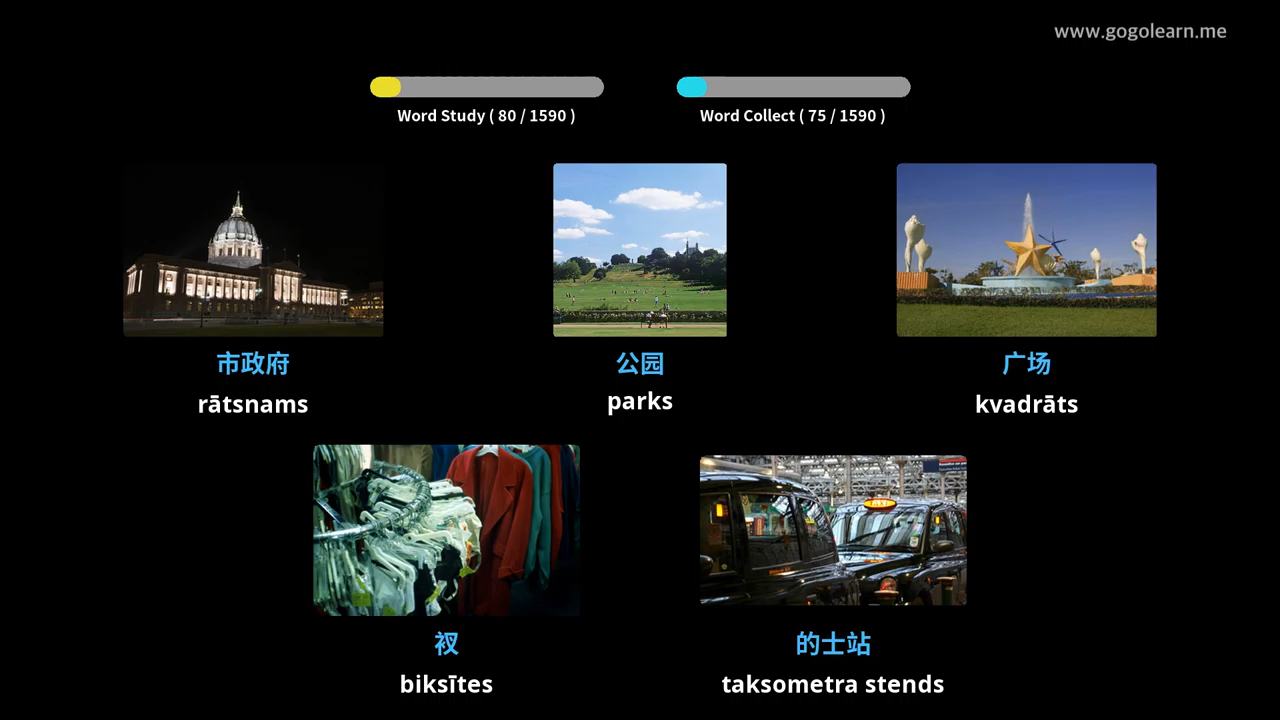 www.gogolearn.me
Word Study ( 80 / 1590 )
Word Collect ( 75 / 1590 )
市政府
公园
广场
rātsnams
parks
kvadrāts
TAXI
衩
的士站
biksītes
taksometra stends